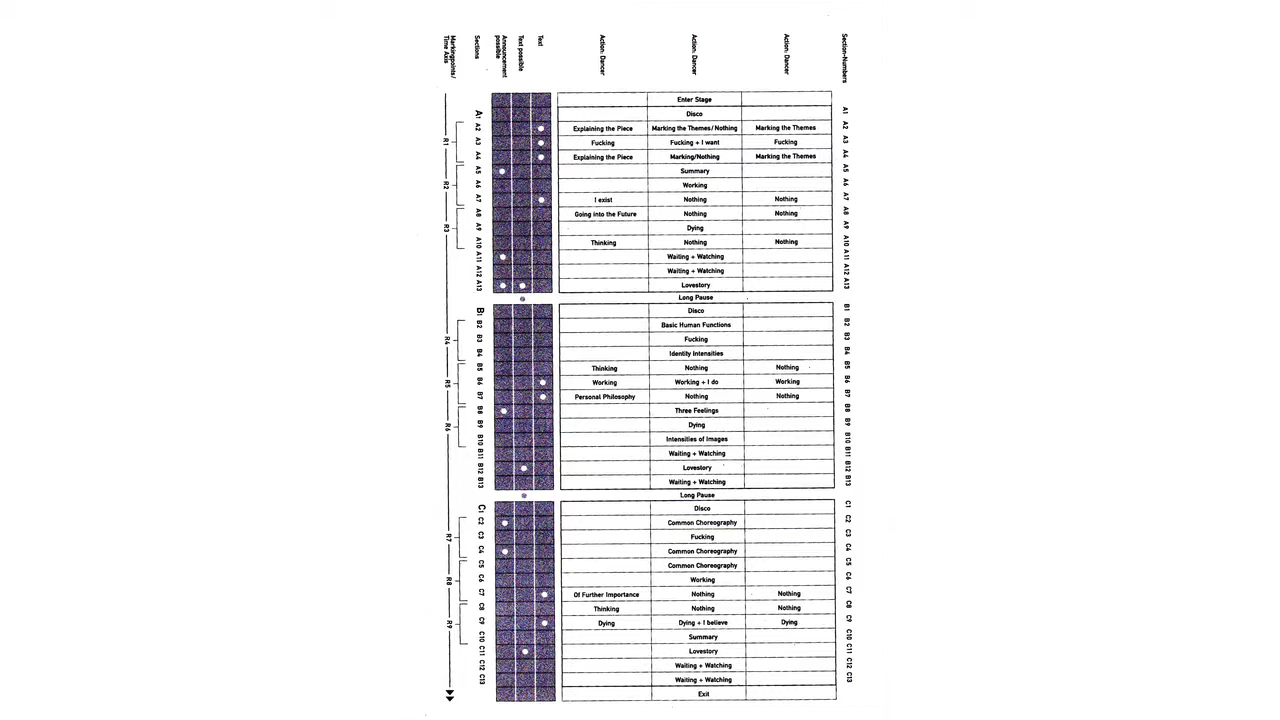 Markingpoints/
Time Axis
Sections
Announcement
possible
Text possible
Text
Action: Dancer
Action: Dancer
Action: Dancer
Section-Numbers
Enter Stage
A1 Disco A1
A2 Explaining the Piece Marking the Themes/Nothing Marking the Themes A2
R1 A3 Fucking Fucking + I want Fucking A3
A4 Explaining the Piece Marking/Nothing Marking the Themes A4
A5 Summary A5
R2 A6 Working A6
A7 I exist Nothing Nothing A7
A8 Going into the Future Nothing Nothing A8
R3 A9 Dying A9
A10 Thinking Nothing Nothing A10
A11 Waiting + Watching A11
A12 Waiting + Watching A12
A13 Lovestory A13
Long Pause
B1 Disco B1
B2 Basic Human Functions B2
R4 B3 Fucking B3
B4 Identity Intensities B4
B5 Thinking Nothing Nothing B5
R5 B6 Working Working + I do Working B6
B7 Personal Philosophy Nothing Nothing B7
B8 Three Feelings B8
R6 B9 Dying B9
B10 Intensities of Images B10
B11 Waiting + Watching B11
B12 Lovestory B12
B13 Waiting + Watching B13
Long Pause
C1 Disco C1
C2 Common Choreography C2
R7 C3 Fucking C3
C4 Common Choreography C4
C5 Common Choreography C5
R8 C6 Working C6
C7 Of Further Importance Nothing Nothing C7
C8 Thinking Nothing Nothing C8
R9 C9 Dying Dying + I believe Dying C9
C10 Summary C10
C11 Lovestory C11
C12 Waiting + Watching C12
C13 Waiting + Watching C13
Exit